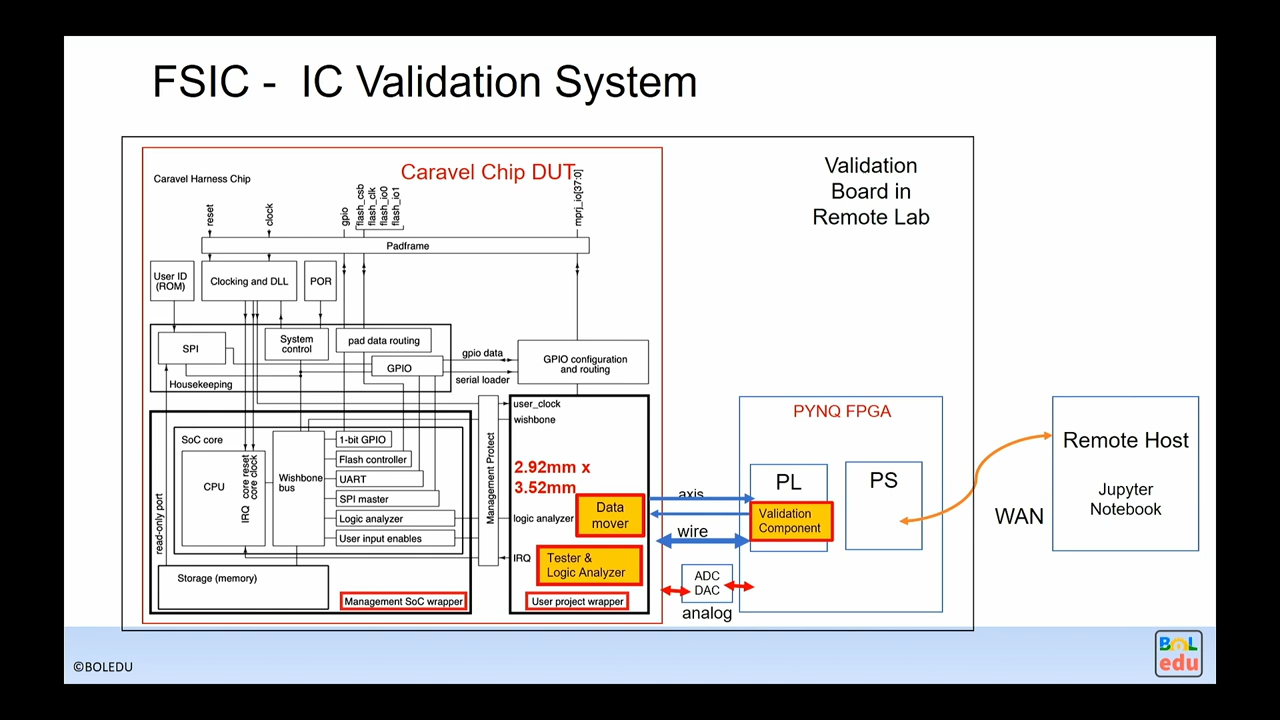 FSIC - IC Validation System
Caravel Harness Chip
Caravel Chip DUT
Validation
Board in
Remote Lab
reset
clock
gpio
flash_csb
flash_clk
flash_io0
flash_io1
mprj_io[37:0]
Padframe
User ID
(ROM)
Clocking and DLL
POR
SPI
System
control
pad data routing
GPIO
Housekeeping
gpio data
serial loader
GPIO configuration
and routing
SoC core
CPU
IRQ
core reset
core clock
Wishbone
bus
1-bit GPIO
Flash controller
UART
SPI master
Logic analyzer
User input enables
read-only port
Storage (memory)
Management SoC wrapper
Management Protect
user_clock
wishbone
2.92mm x
3.52mm
logic analyzer
Data
mover
IRQ
Tester &
Logic Analyzer
User project wrapper
axis
wire
ADC
DAC
analog
PYNQ FPGA
PL
Validation
Component
PS
WAN
Remote Host
Jupyter
Notebook
©BOLEDU
BOL
edu